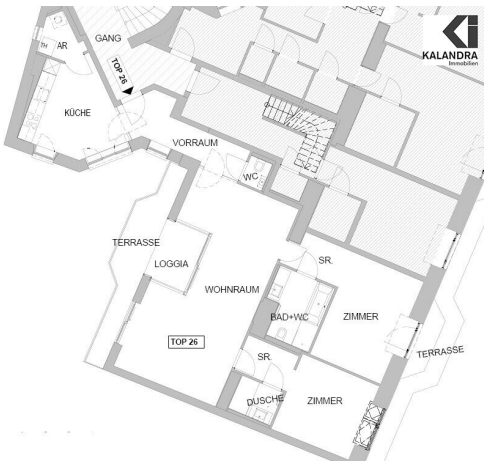 KALANDRA
Immobilien
AR
TH
GANG
TOP 26
KÜCHE
VORRAUM
WC
TERRASSE
LOGGIA
SR.
WOHNRAUM
BAD+WC
ZIMMER
TOP 26
TERRASSE
SR.
DUSCHE
ZIMMER